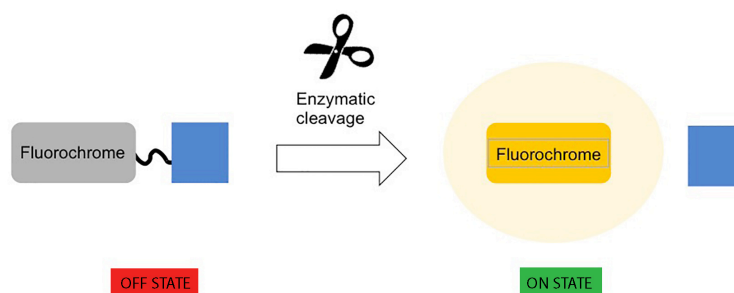 Enzymatic
cleavage
Fluorochrome
Fluorochrome
OFF STATE
ON STATE